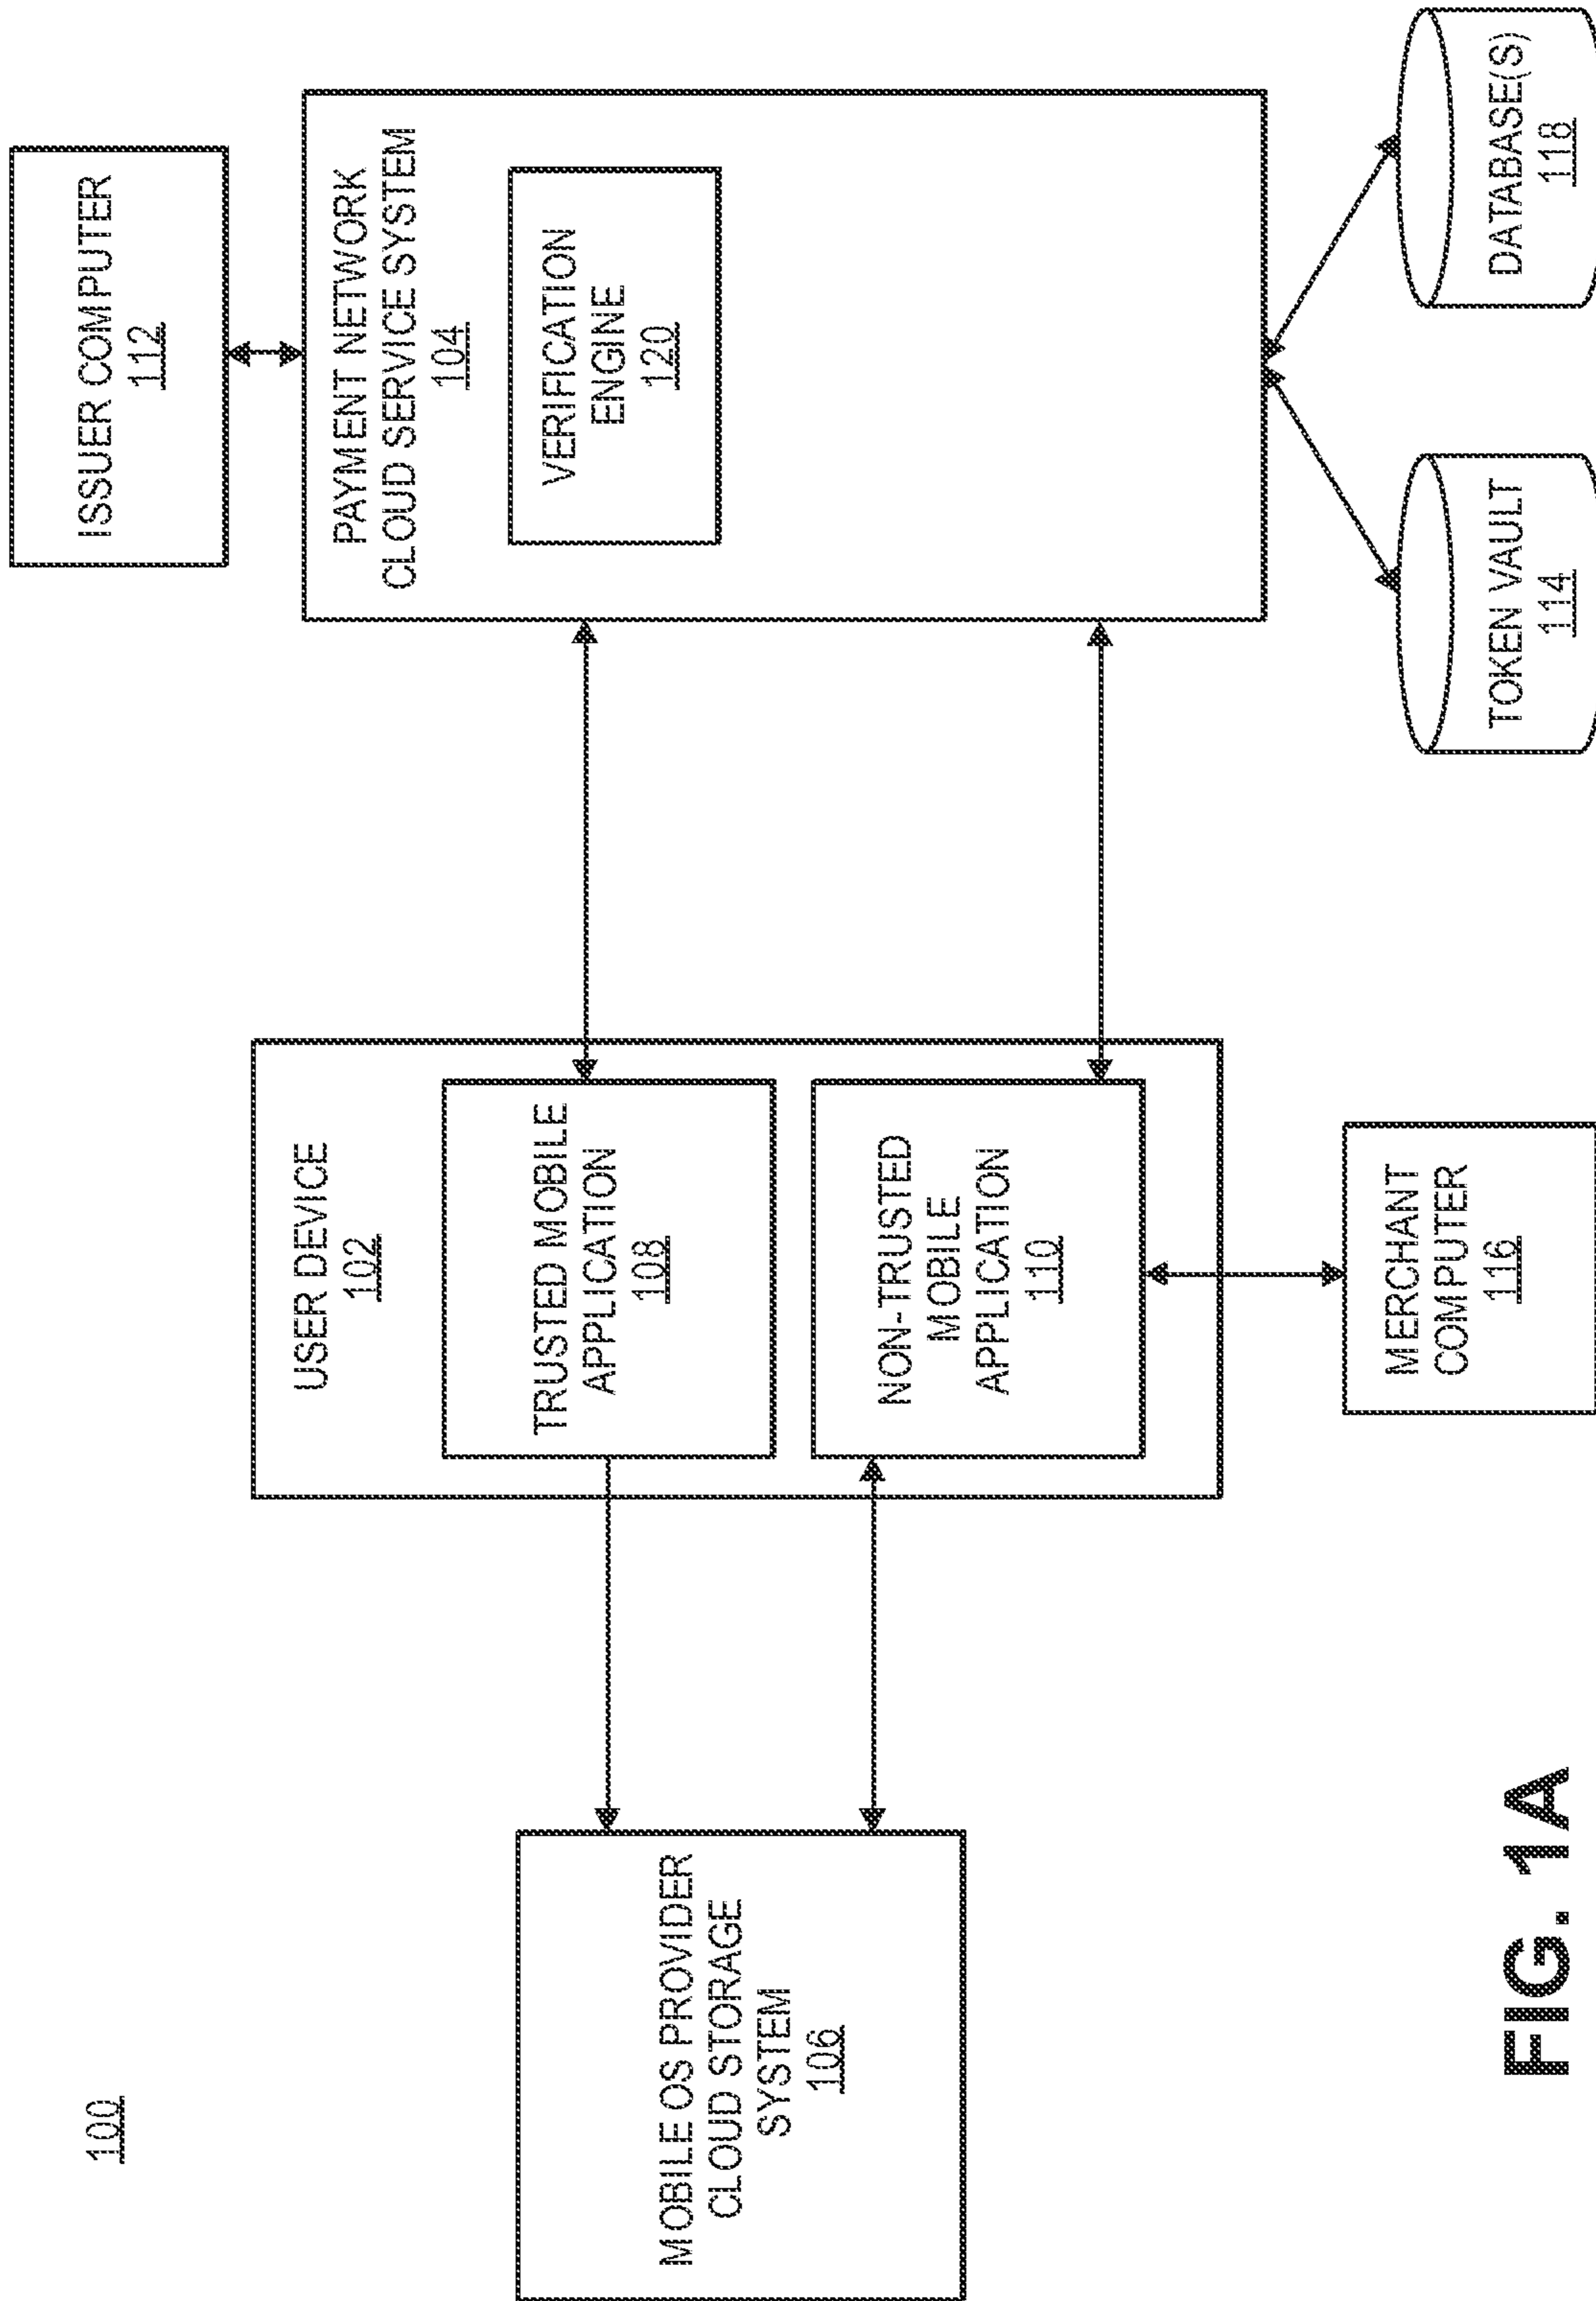 100
MOBILE OS PROVIDER
CLOUD STORAGE
SYSTEM
106
USER DEVICE
102
TRUSTED MOBILE
APPLICATION
108
NON-TRUSTED
MOBILE
APPLICATION
110
MERCHANT
COMPUTER
116
ISSUER COMPUTER
112
PAYMENT NETWORK
CLOUD SERVICE SYSTEM
104
VERIFICATION
ENGINE
120
TOKEN VAULT
114
DATABASE(S)
118
FIG. 1A